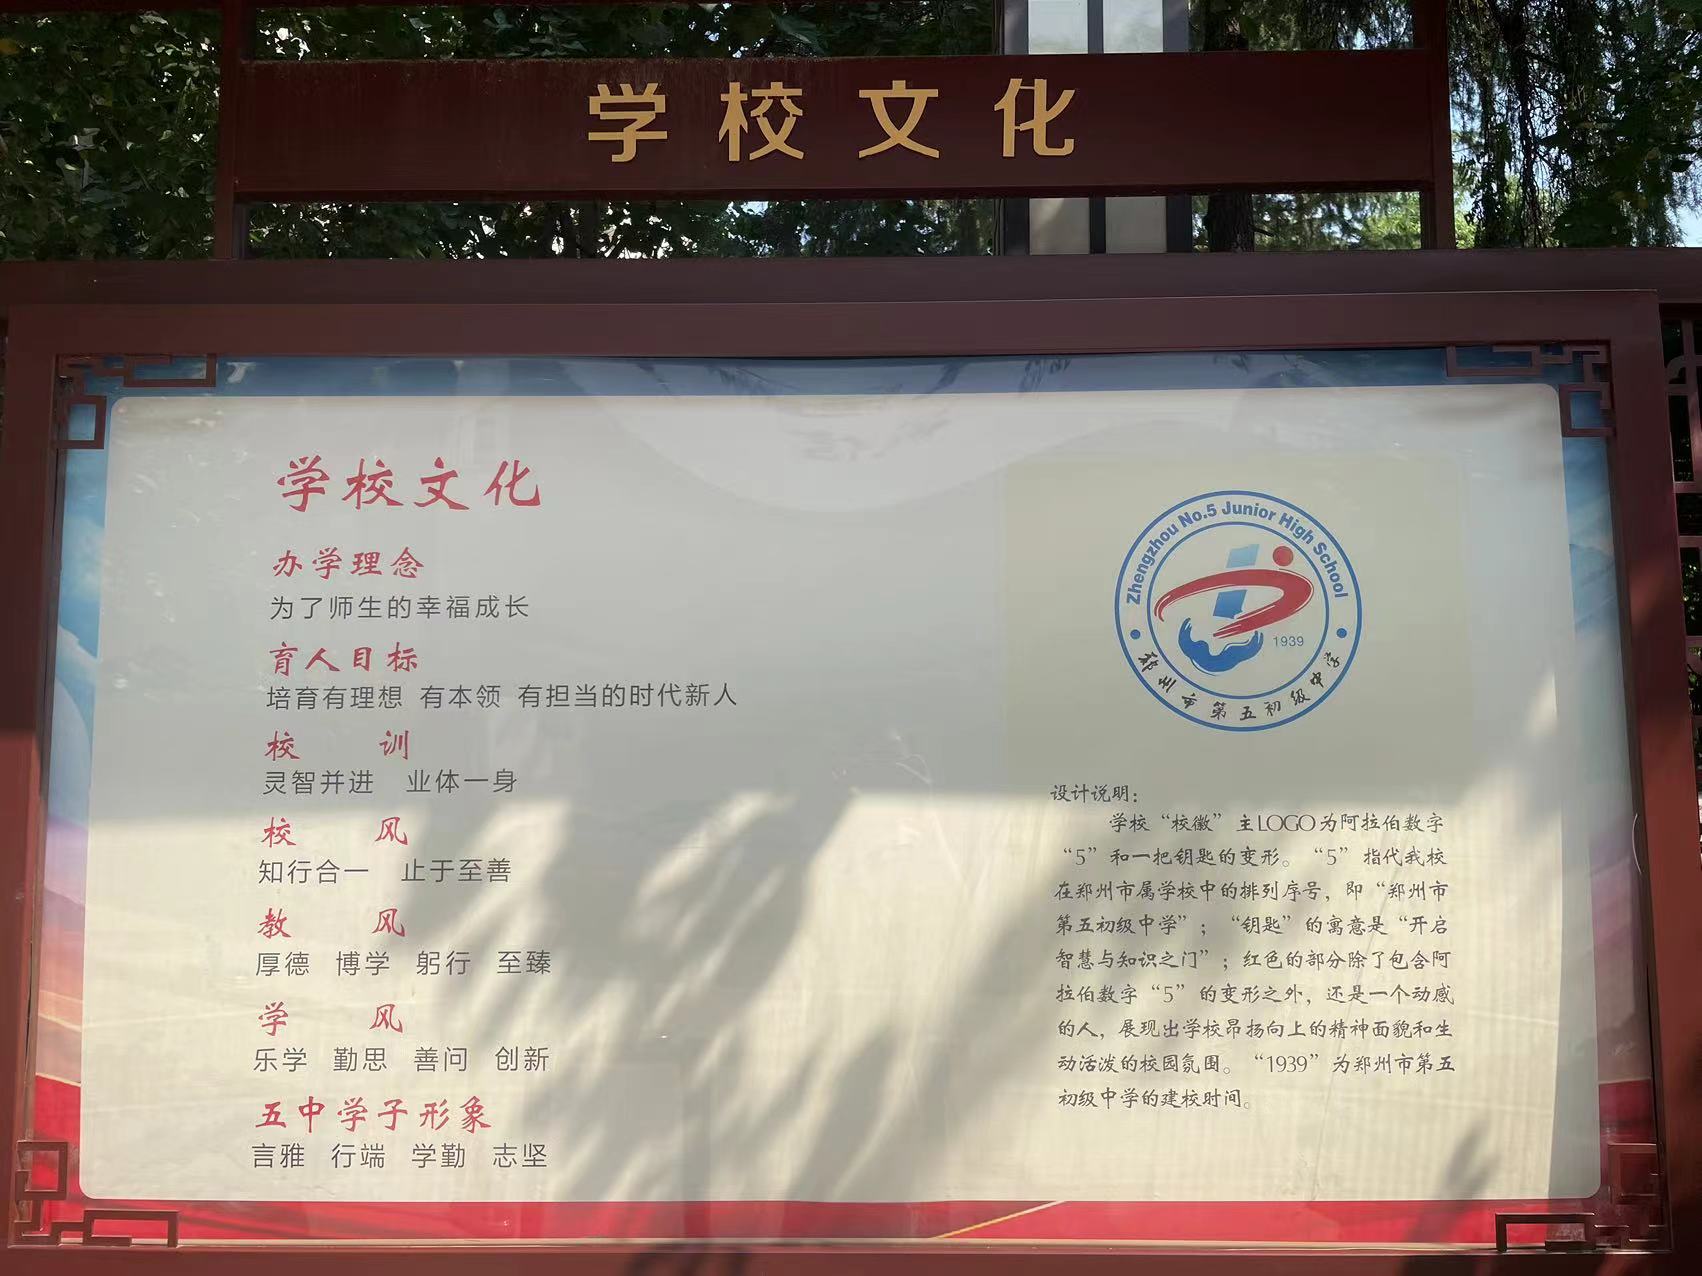 学校文化
学校文化
办学理念
为了师生的幸福成长
育人目标
培育有理想 有本领 有担当的时代新人
校 训
灵智并进 业体一身
校 风
知行合一 止于至善
教 风
厚德 博学 躬行 至臻
学 风
乐学 勤思 善问 创新
五中学子形象
言雅 行端 学勤 志坚
Zhengzhou No.5 Junior High School
1939
郑州市第五初级中学
设计说明：
学校“校徽”主LOGO为阿拉伯数字
“5”和一把钥匙的变形。“5”指代我校
在郑州市属学校中的排列序号，即“郑州市
第五初级中学”；“钥匙”的寓意是“开启
智慧与知识之门”；红色的部分除了包含阿
拉伯数字“5”的变形之外，还是一个动感
的人，展现出学校昂扬向上的精神面貌和生
动活泼的校园氛围。“1939”为郑州市第五
初级中学的建校时间。